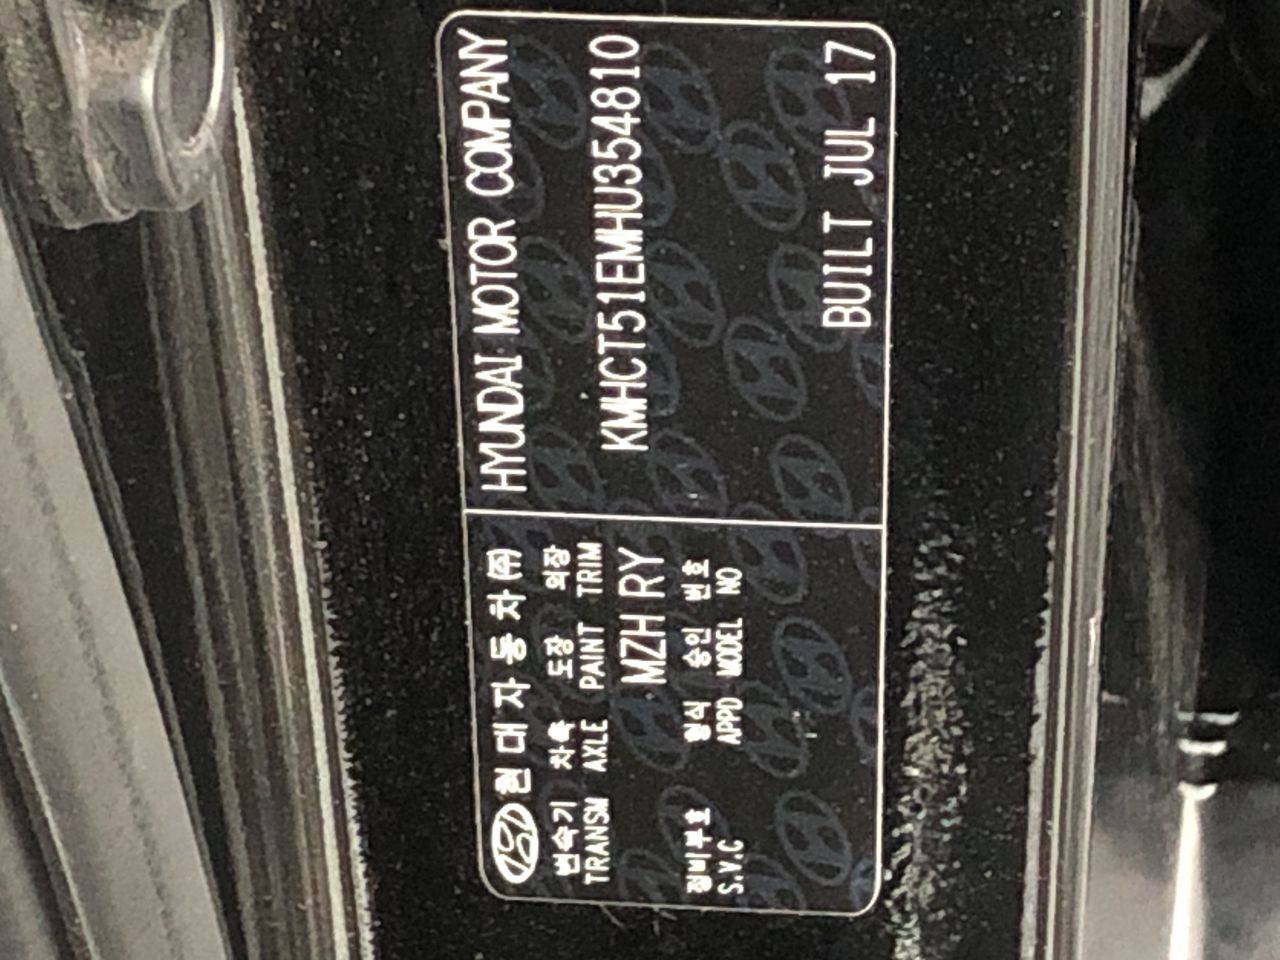 현대자동차㈜
변속기 차축 도장 외장
TRANSM AXLE PAINT TRIM
MZH RY
정비부호 형식 승인 번호
S.V.C APPD MODEL NO
HYUNDAI MOTOR COMPANY
KMHCT51EMHU354810
BUILT JUL 17